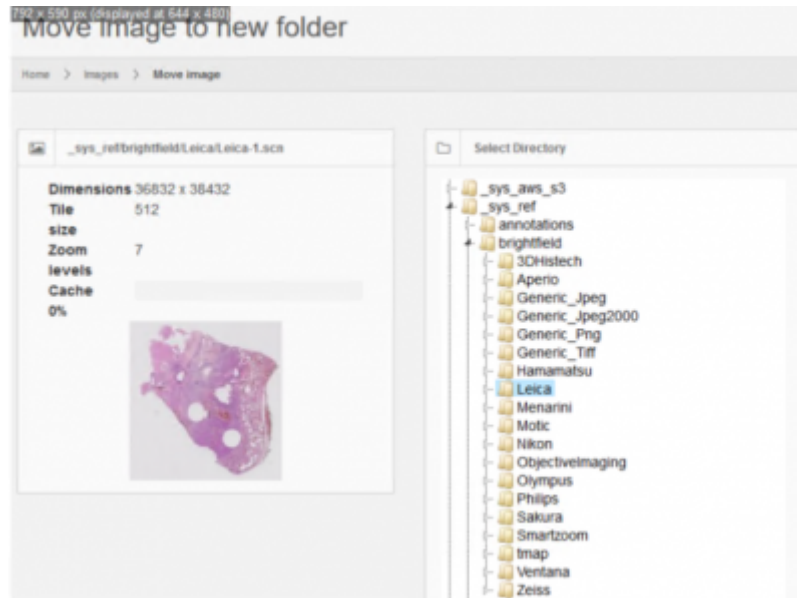 792 x 590 px (displayed at 644 x 480)
Move image to new folder
Home > Images > Move image
_sys_ref/brightfield/Leica/Leica-1.scn
Dimensions 36832 x 38432
Tile size 512
Zoom levels 7
Cache
0%
Select Directory
_sys_aws_s3
_sys_ref
annotations
brightfield
3DHistech
Aperio
Generic_Jpeg
Generic_Jpeg2000
Generic_Png
Generic_Tiff
Hamamatsu
Leica
Menarini
Motic
Nikon
ObjectiveImaging
Olympus
Philips
Sakura
Smartzoom
tmap
Ventana
Zeiss